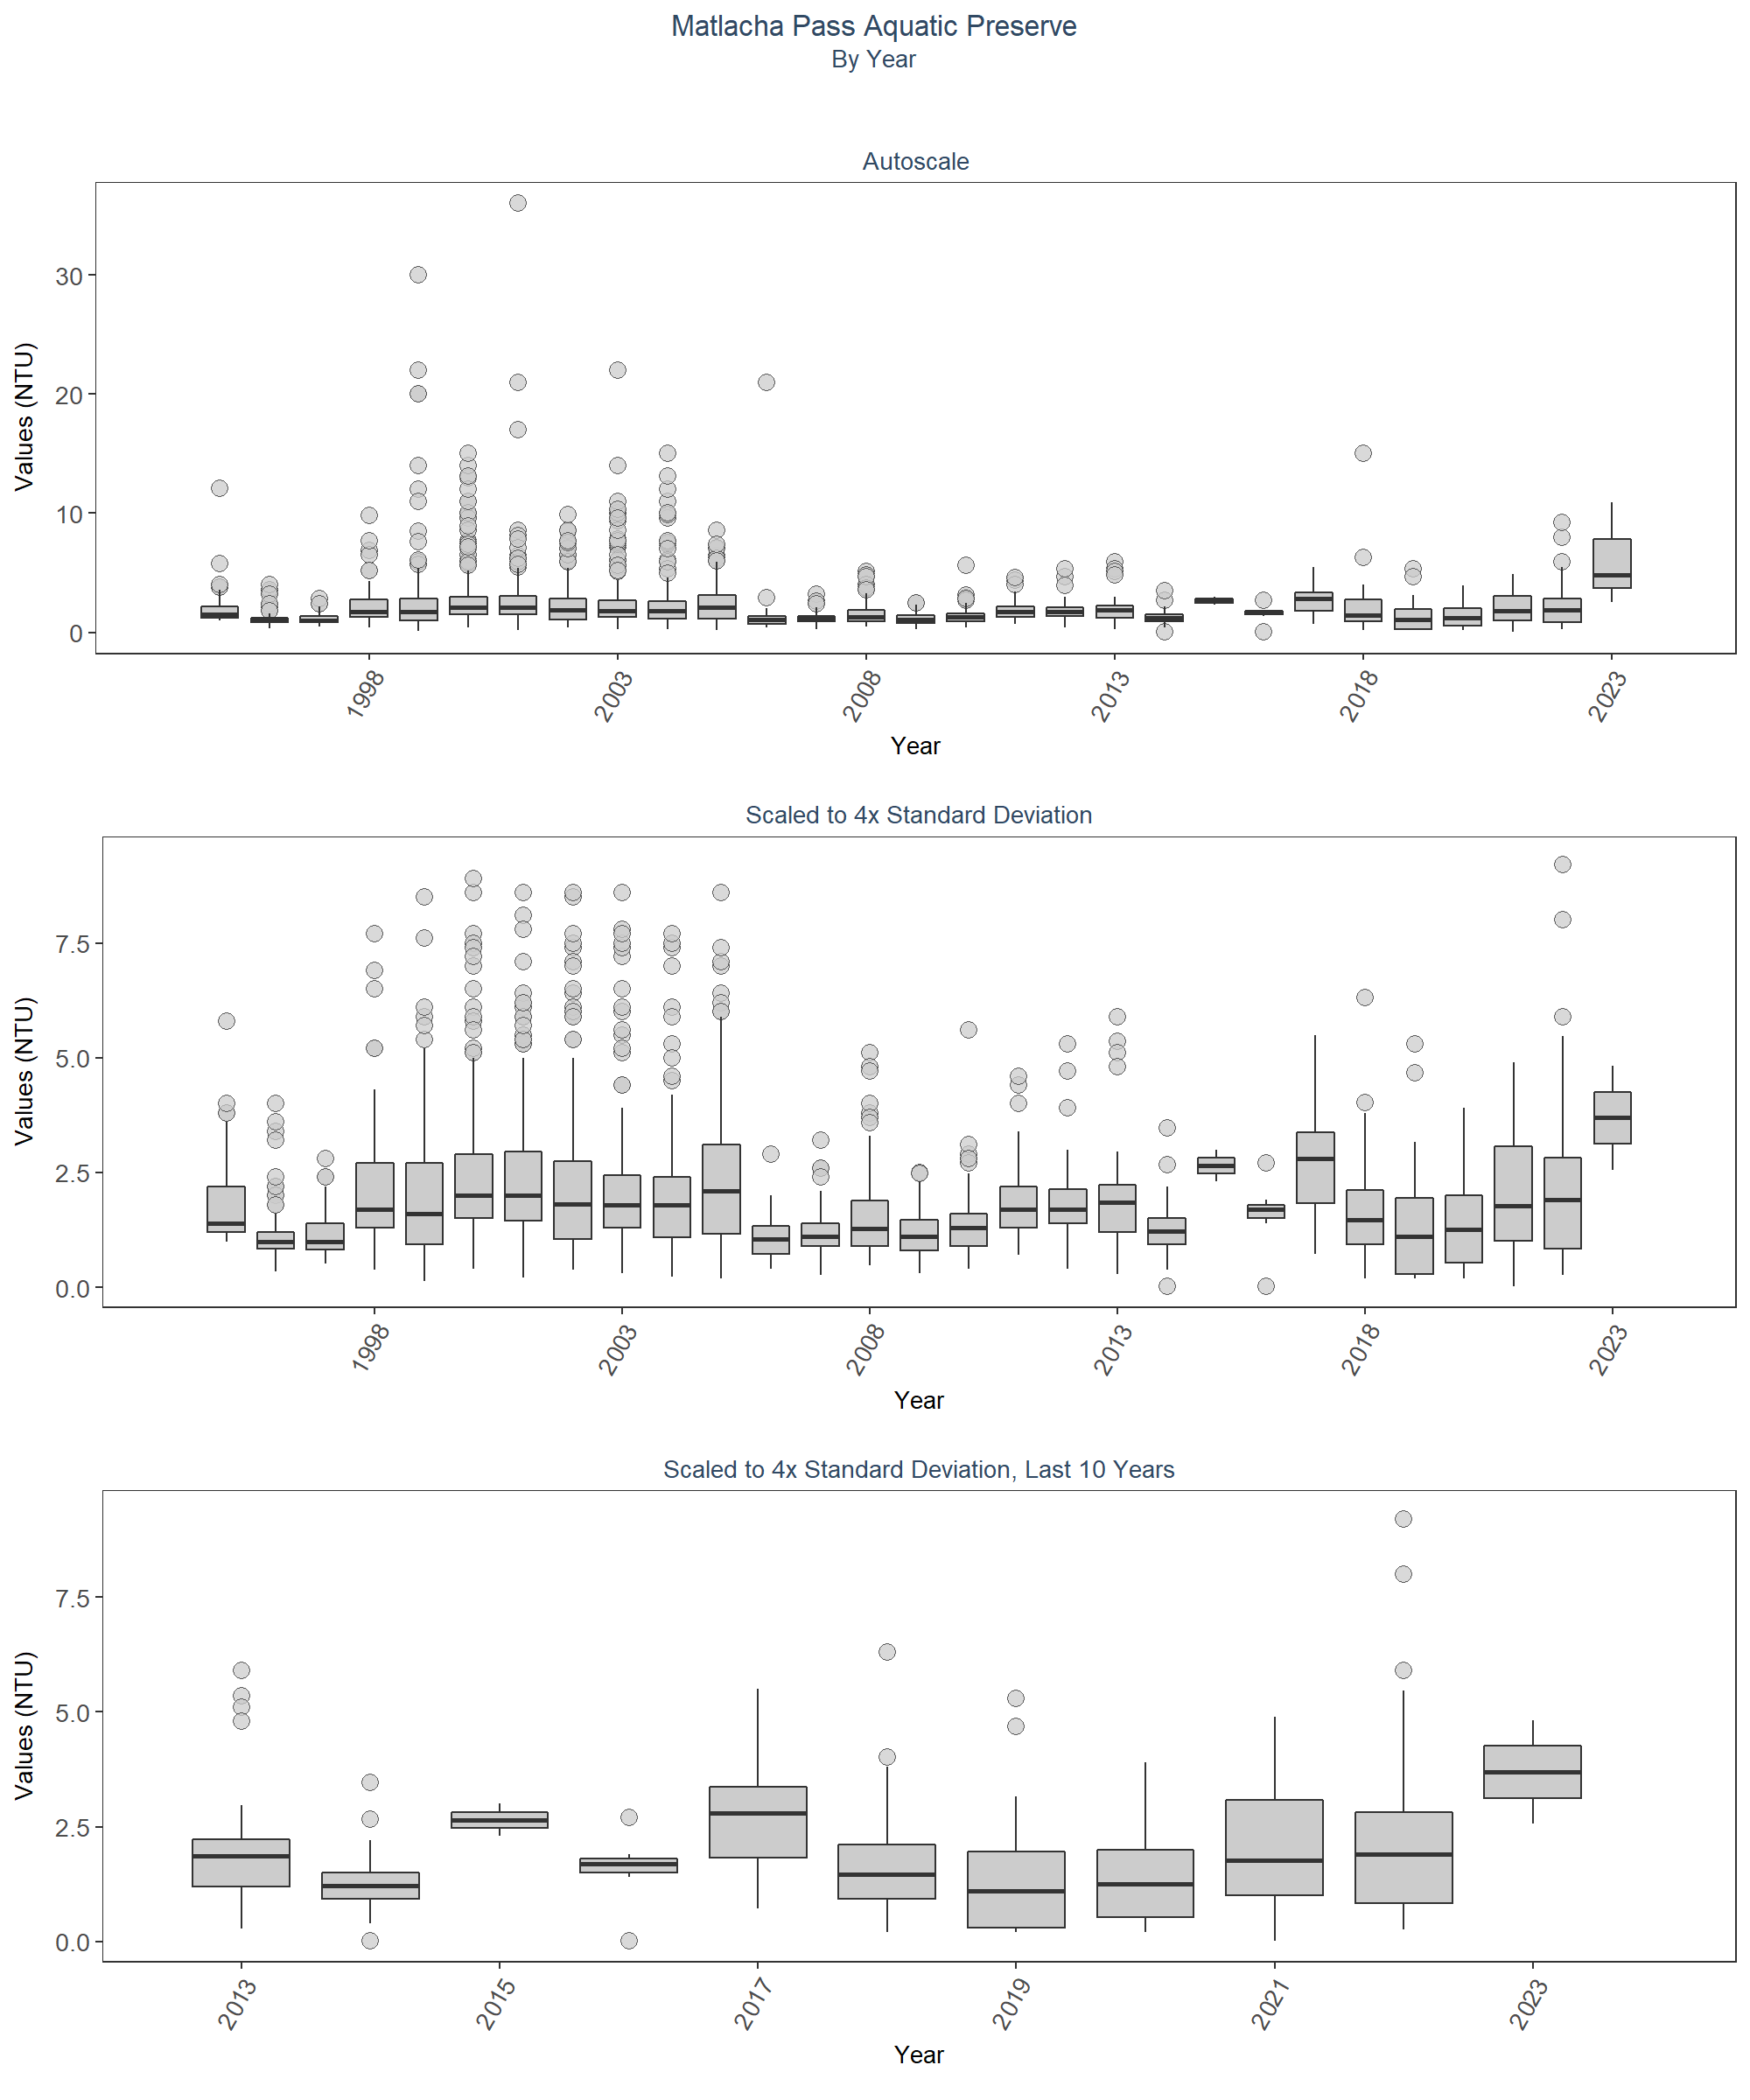 Matlacha Pass Aquatic Preserve
By Year
Autoscale
Values (NTU)
30
20
10
0
1998
2003
2008
2013
2018
2023
Year
Scaled to 4x Standard Deviation
Values (NTU)
7.5
5.0
2.5
0.0
1998
2003
2008
2013
2018
2023
Year
Scaled to 4x Standard Deviation, Last 10 Years
Values (NTU)
7.5
5.0
2.5
0.0
2013
2015
2017
2019
2021
2023
Year